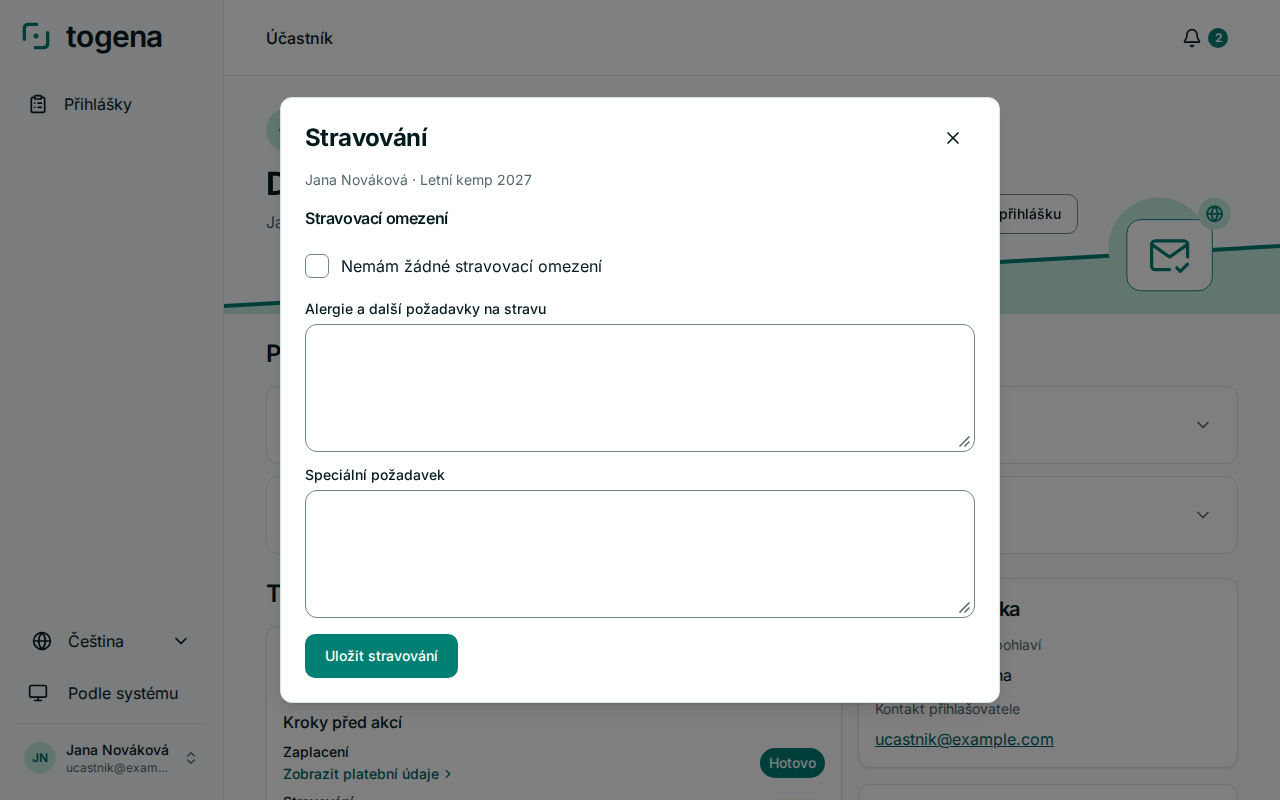 togena
Účastník
2
Přihlášky
Stravování
Jana Nováková · Letní kemp 2027
Stravovací omezení
přihlášku
Nemám žádné stravovací omezení
Alergie a další požadavky na stravu
Speciální požadavek
Uložit stravování
Čeština
Podle systému
JN
Jana Nováková
ucastnik@exam...
Kroky před akcí
Zaplacení
Zobrazit platební údaje
Hotovo
Kontakt přihlašovatele
ucastnik@example.com